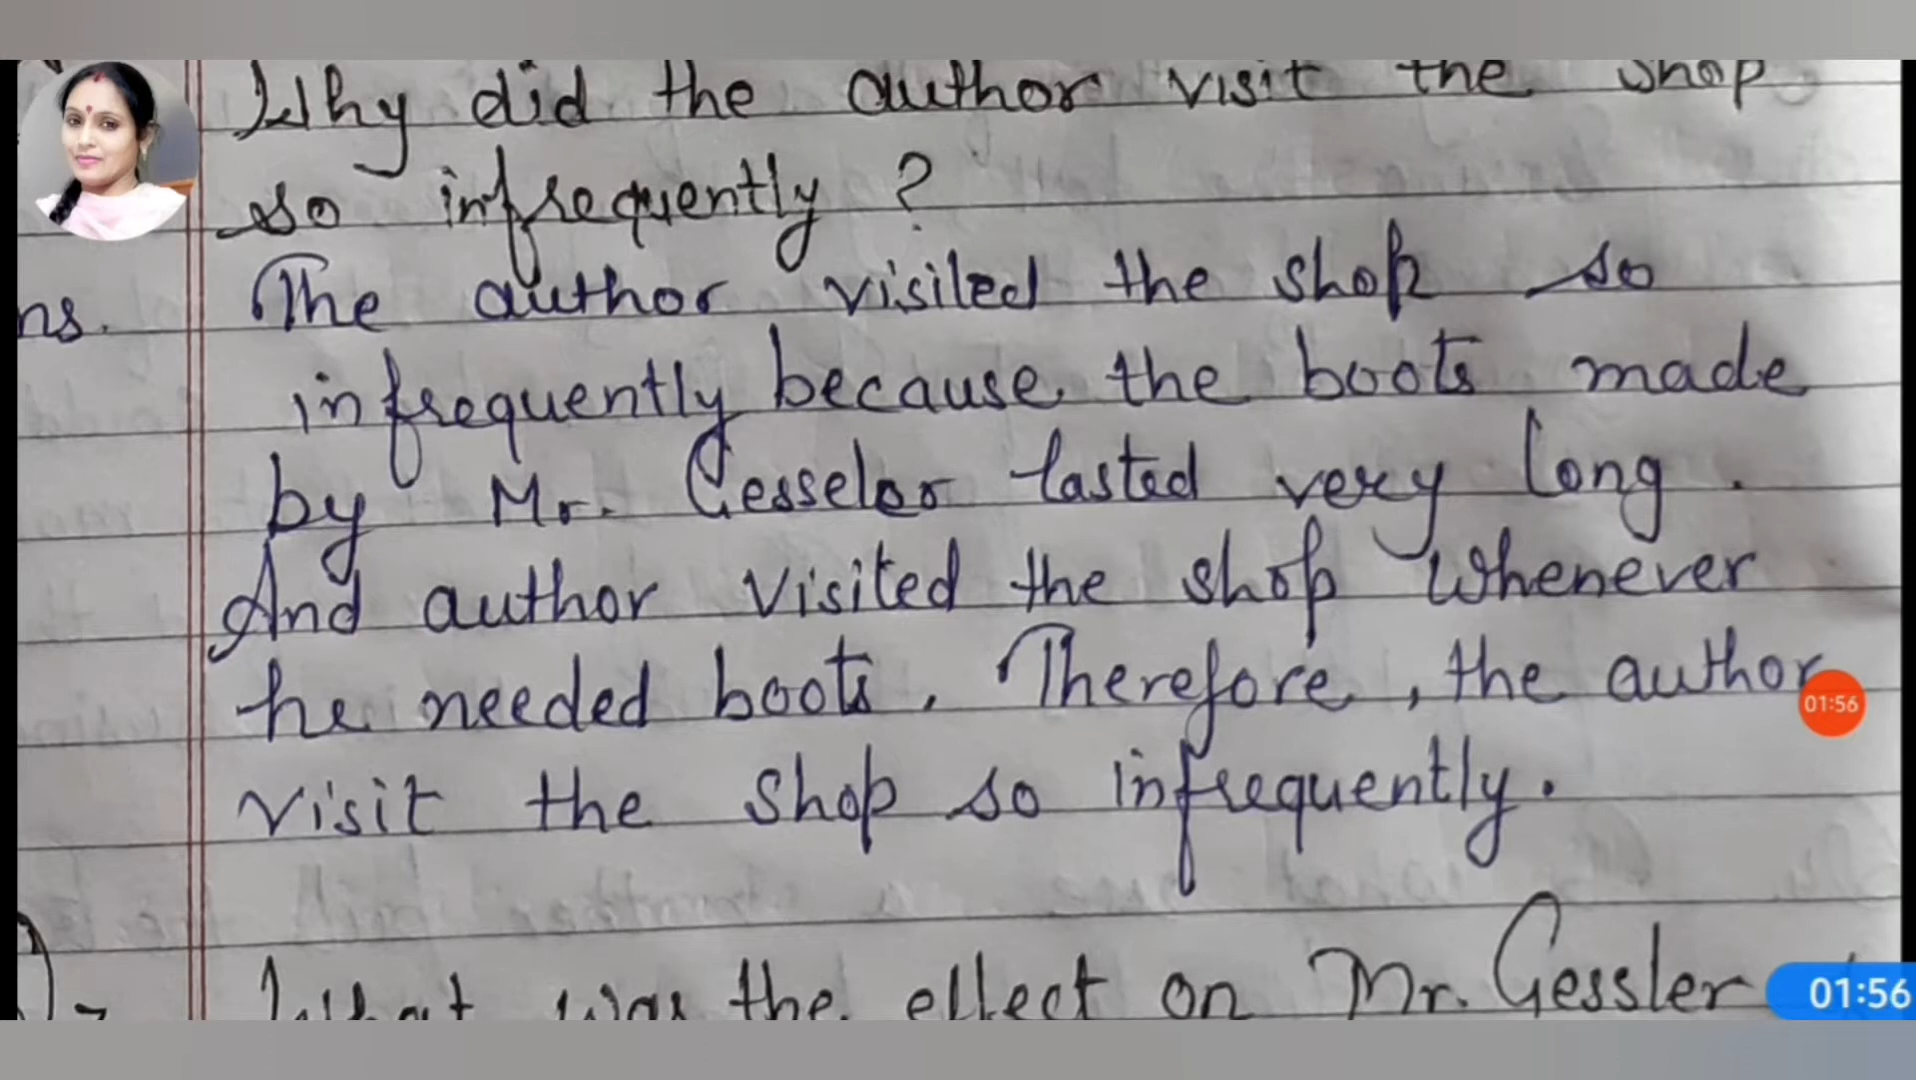 Why did the author visit the shop
so infrequently ?
ns. The author visited the shop so
infrequently because the boots made
by Mr. Gesseler lasted very long .
And author visited the shop whenever
he needed boots. Therefore, the author
01:56
visit the shop so infrequently.
What was the effect on Mr. Gessler
01:56